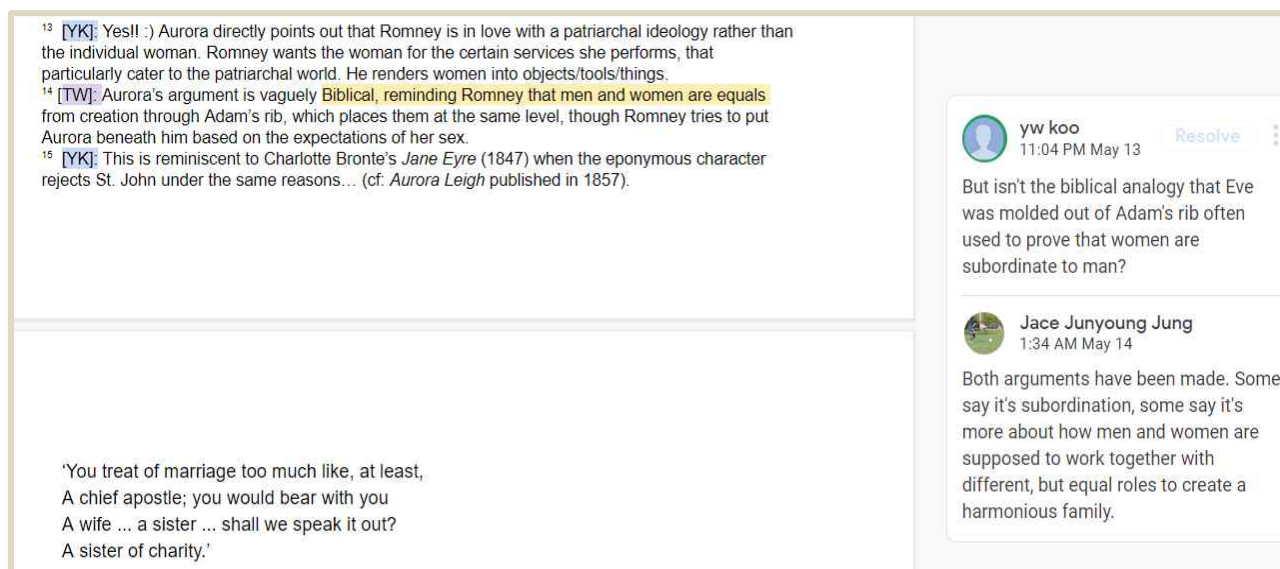 13 [YK]: Yes!! :) Aurora directly points out that Romney is in love with a patriarchal ideology rather than
the individual woman. Romney wants the woman for the certain services she performs, that
particularly cater to the patriarchal world. He renders women into objects/tools/things.
14 [TW]: Aurora’s argument is vaguely Biblical, reminding Romney that men and women are equals
from creation through Adam’s rib, which places them at the same level, though Romney tries to put
Aurora beneath him based on the expectations of her sex.
15 [YK]: This is reminiscent to Charlotte Bronte’s Jane Eyre (1847) when the eponymous character
rejects St. John under the same reasons… (cf: Aurora Leigh published in 1857).
‘You treat of marriage too much like, at least,
A chief apostle; you would bear with you
A wife ... a sister ... shall we speak it out?
A sister of charity.’
yw koo
11:04 PM May 13
Resolve
But isn't the biblical analogy that Eve
was molded out of Adam's rib often
used to prove that women are
subordinate to man?
Jace Junyoung Jung
1:34 AM May 14
Both arguments have been made. Some
say it's subordination, some say it's
more about how men and women are
supposed to work together with
different, but equal roles to create a
harmonious family.